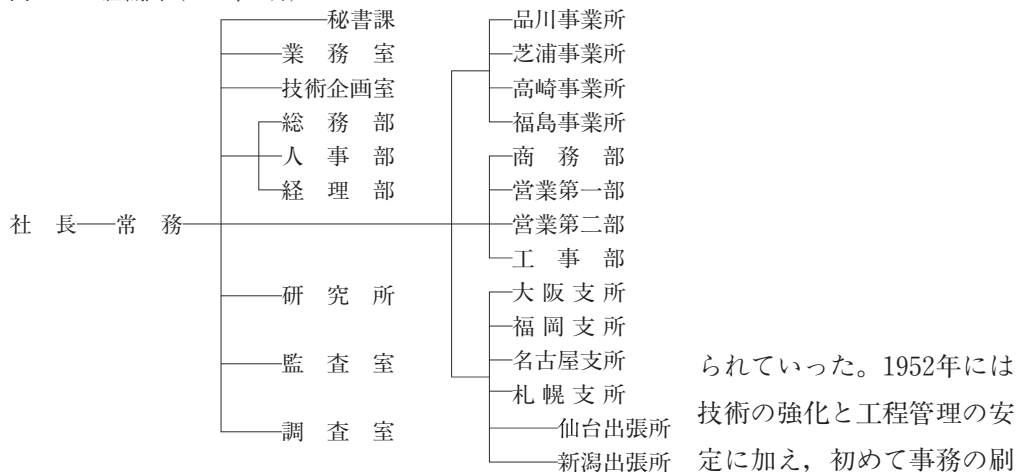 秘書課
業務室
技術企画室
総務部
人事部
経理部
社長 常務
研究所
監査室
調査室
品川事業所
芝浦事業所
高崎事業所
福島事業所
商務部
営業第一部
営業第二部
工事部
大阪支所
福岡支所
名古屋支所
札幌支所
仙台出張所
新潟出張所
られていった。1952年には
技術の強化と工程管理の安
定に加え，初めて事務の刷